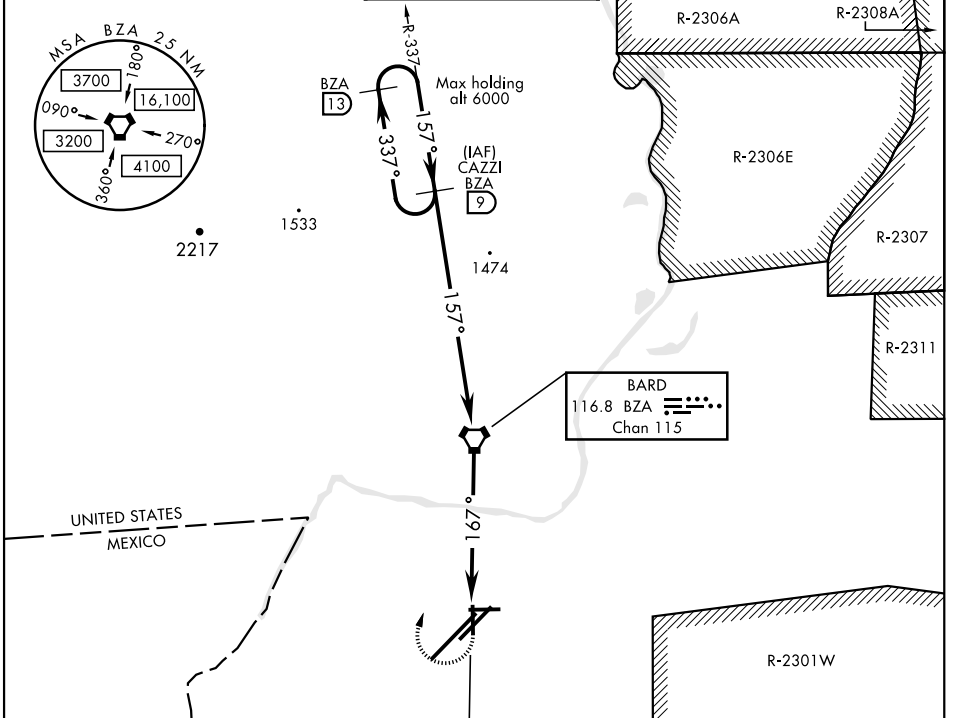 MSA BZA 25 NM
3700
180°
16,100
090°
270°
3200
4100
360°
R-337
BZA
13
Max holding
alt 6000
157°
337°
(IAF)
CAZZI
BZA
9
R-2306A
R-2308A
R-2306E
R-2307
R-2311
1533
2217
1474
157°
BARD
116.8 BZA
Chan 115
167°
UNITED STATES
MEXICO
R-2301W